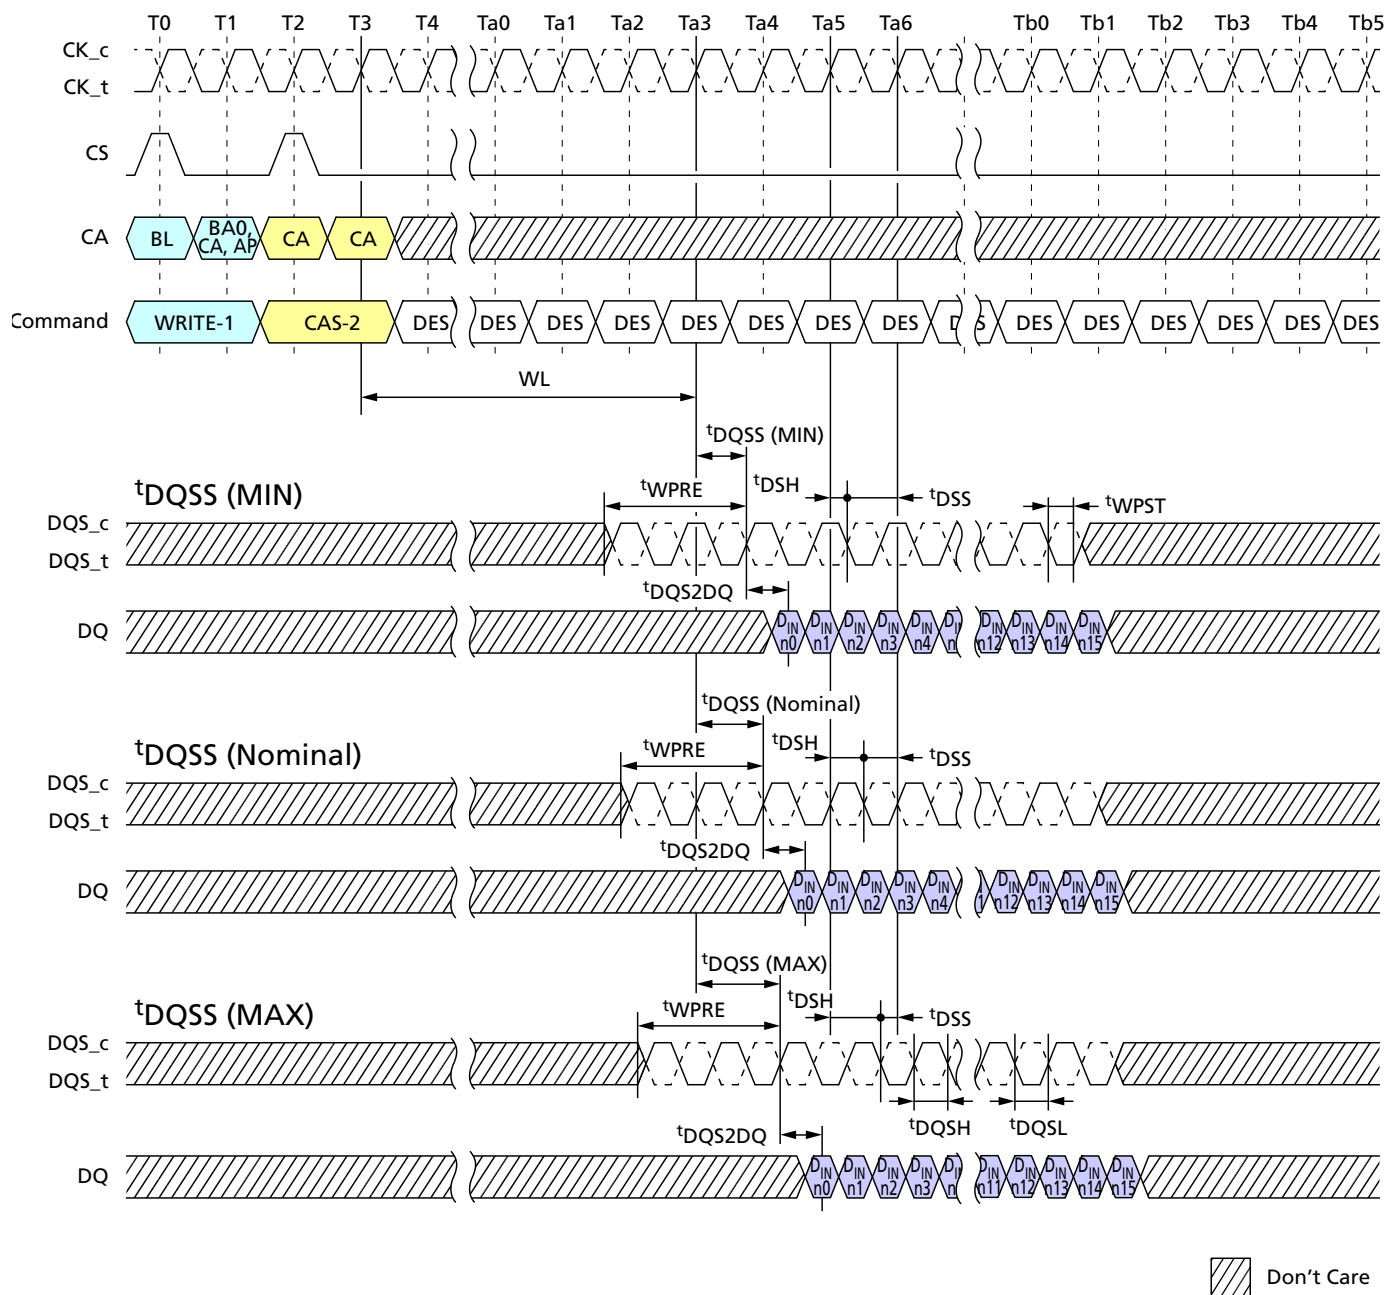 T0 T1 T2 T3 T4 Ta0 Ta1 Ta2 Ta3 Ta4 Ta5 Ta6 Tb0 Tb1 Tb2 Tb3 Tb4 Tb5
CK_c
CK_t
CS
CA BL BA0, CA, AP CA CA
Command WRITE-1 CAS-2 DES DES DES DES DES DES DES DES DES DES DES DES DES DES
WL
tDQSS (MIN)
tDQSS (MIN) tWPRE tDSH tDSS tWPST
DQS_c
DQS_t
tDQS2DQ
DQ DIN n0 DIN n1 DIN n2 DIN n3 DIN n4 DIN n12 DIN n13 DIN n14 DIN n15
tDQSS (Nominal)
tDQSS (Nominal) tWPRE tDSH tDSS
DQS_c
DQS_t
tDQS2DQ
DQ DIN n0 DIN n1 DIN n2 DIN n3 DIN n4 DIN n12 DIN n13 DIN n14 DIN n15
tDQSS (MAX)
tDQSS (MAX) tWPRE tDSH tDSS
DQS_c
DQS_t
tDQSH tDQSL
tDQS2DQ
DQ DIN n0 DIN n1 DIN n2 DIN n3 DIN n11 DIN n12 DIN n13 DIN n14 DIN n15
Don't Care